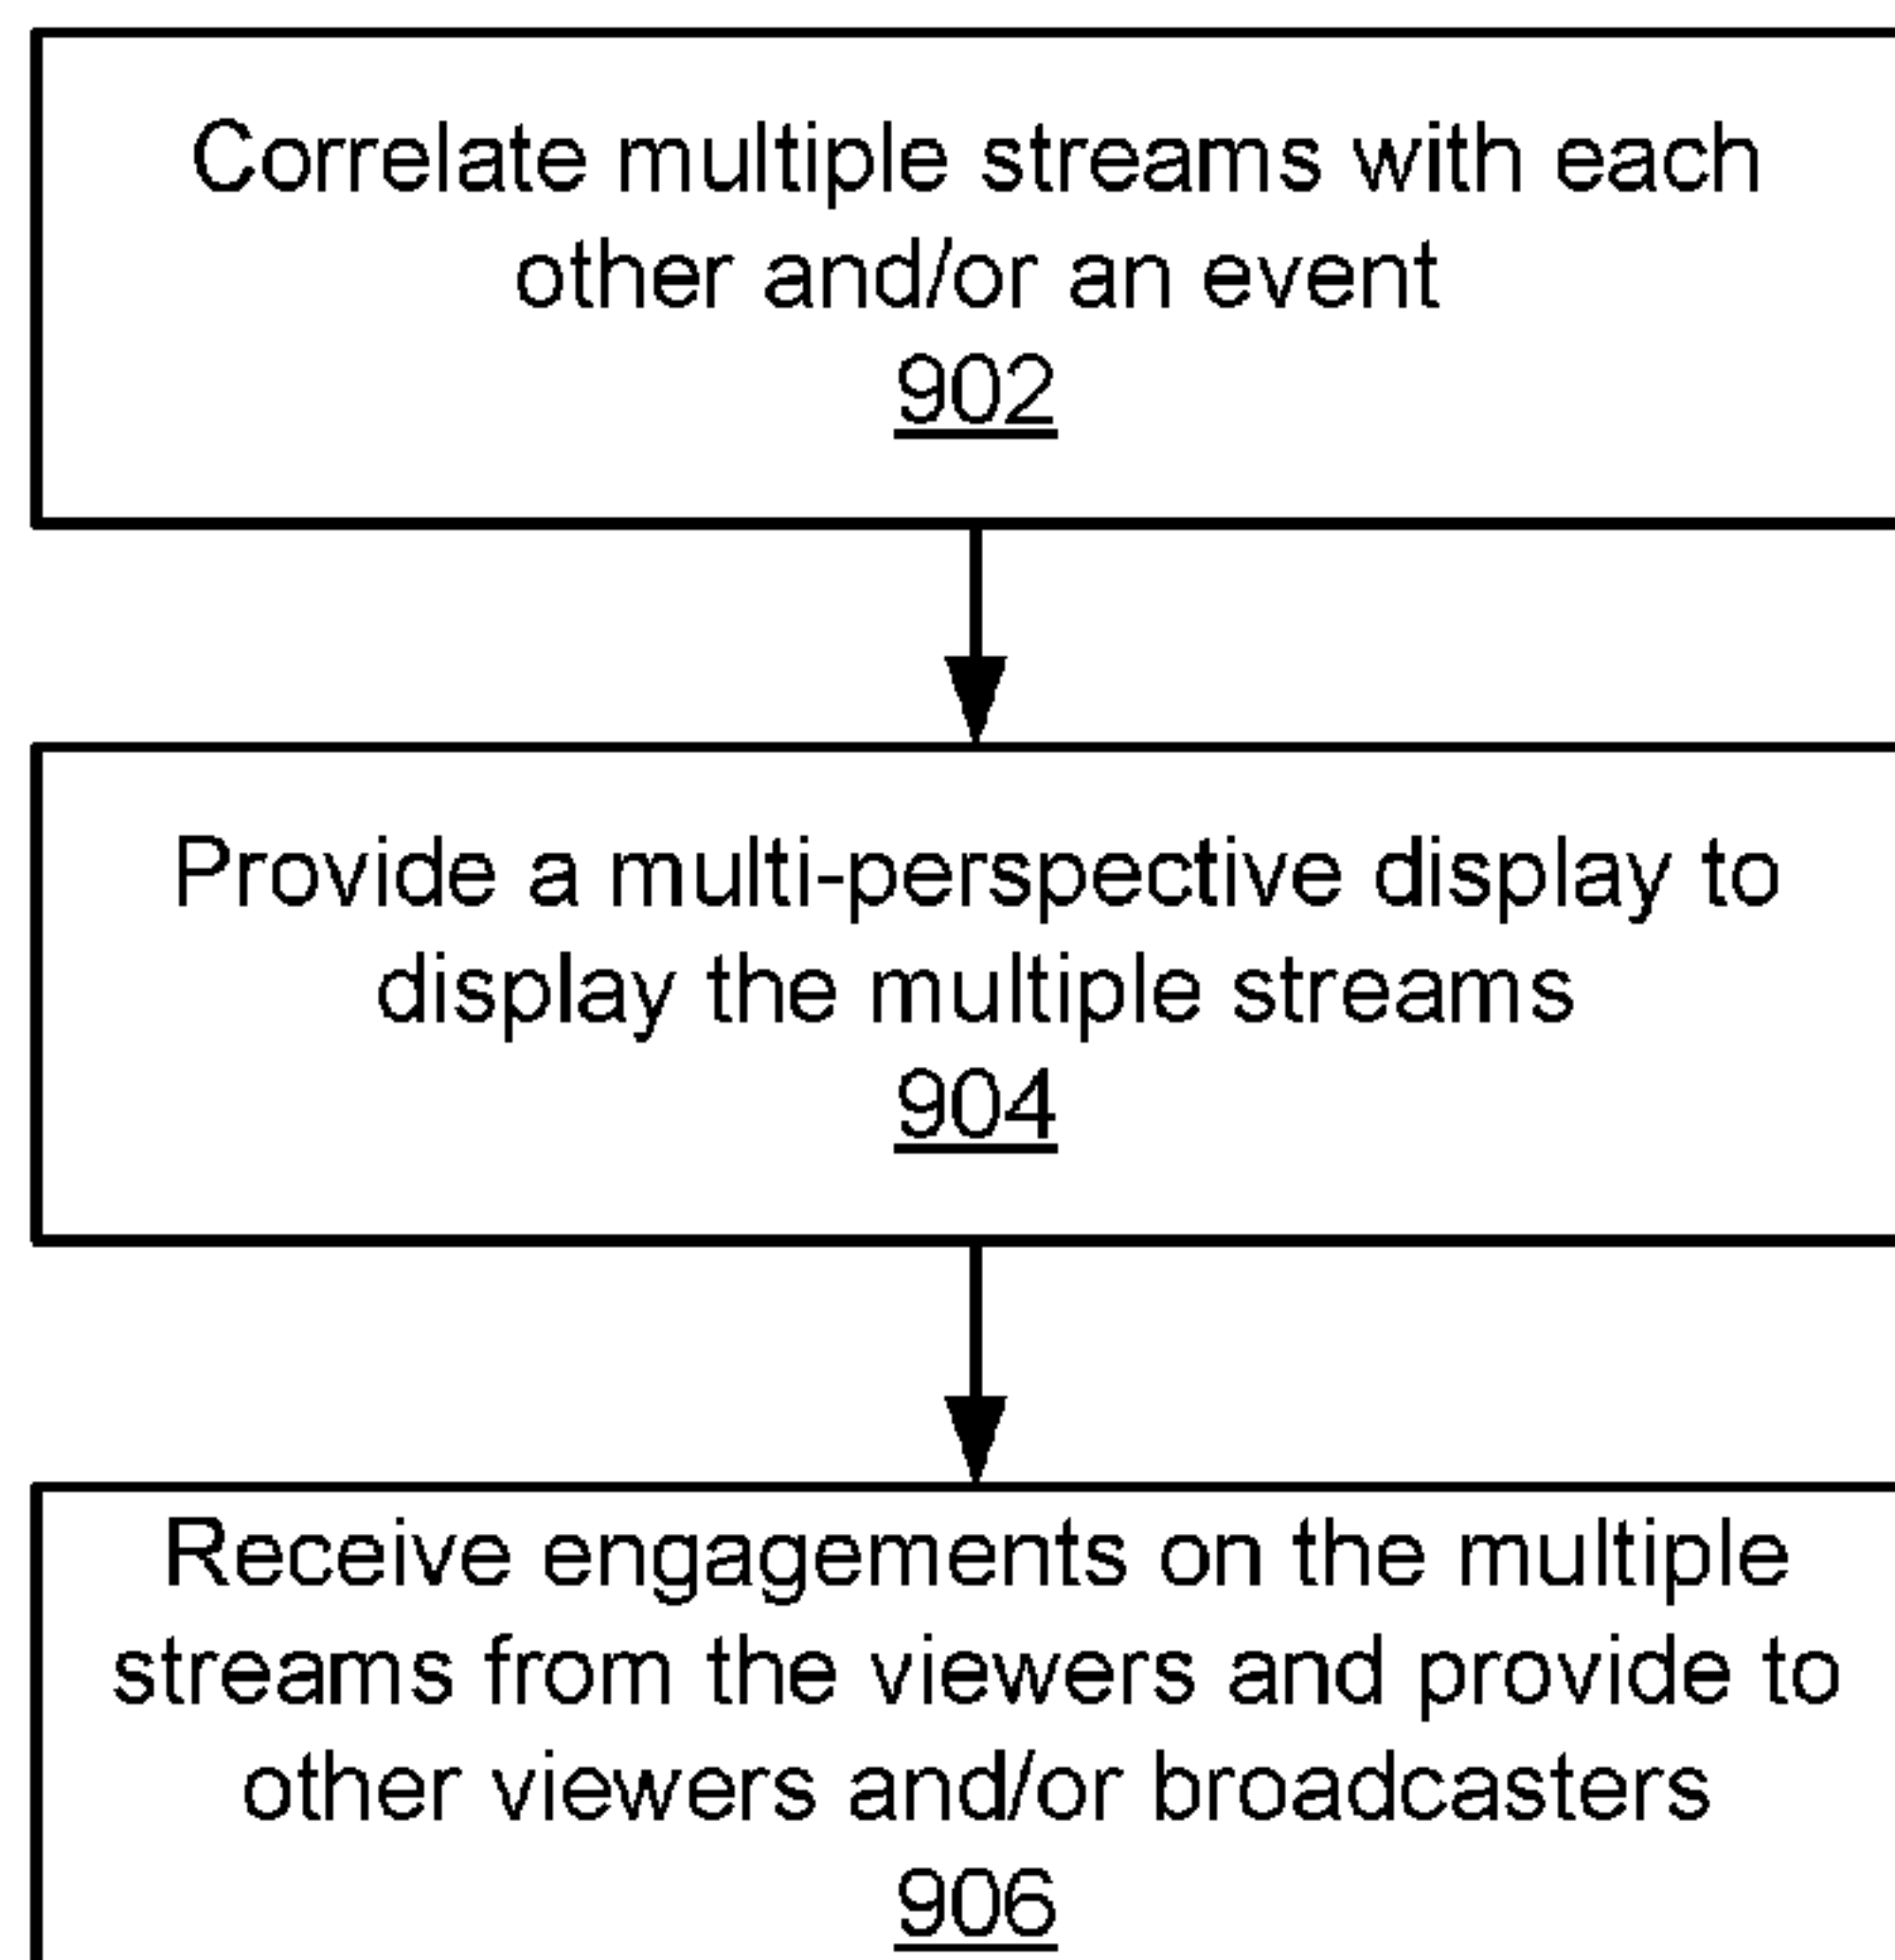 Correlate multiple streams with each
other and/or an event
902
Provide a multi-perspective display to
display the multiple streams
904
Receive engagements on the multiple
streams from the viewers and provide to
other viewers and/or broadcasters
906